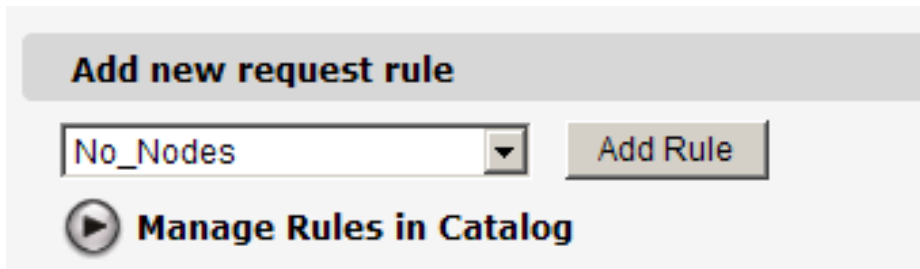 Add new request rule
No_Nodes Add Rule
Manage Rules in Catalog